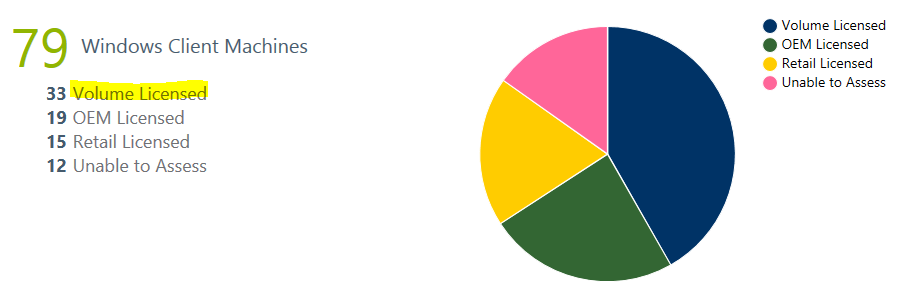 79 Windows Client Machines
33 Volume Licensed
19 OEM Licensed
15 Retail Licensed
12 Unable to Assess
Volume Licensed
OEM Licensed
Retail Licensed
Unable to Assess